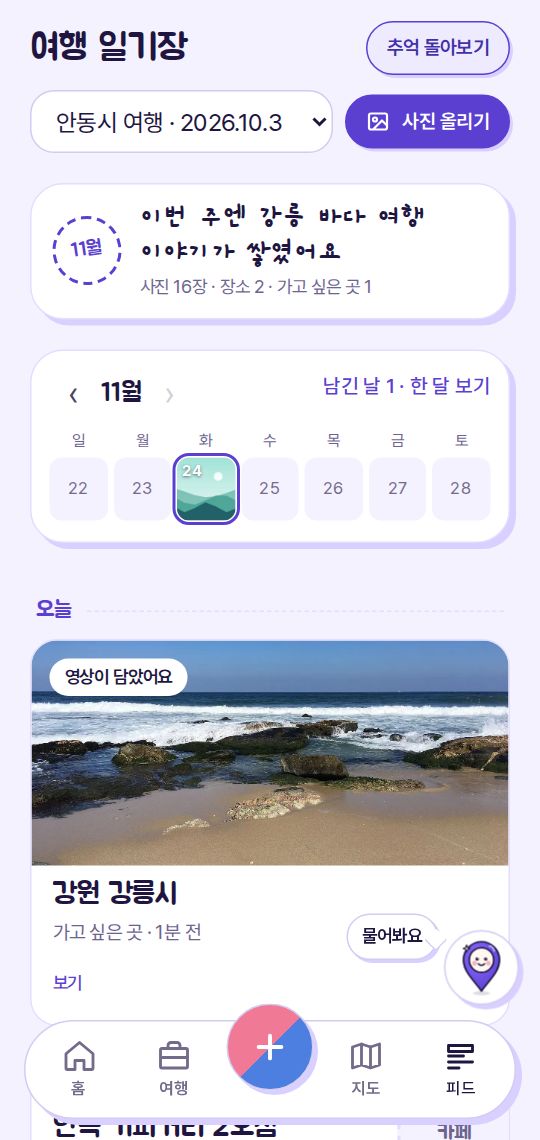 여행 일기장
추억 돌아보기
안동시 여행 · 2026.10.3
사진 올리기
11월
이번 주엔 강릉 바다 여행
이야기가 쌓였어요
사진 16장 · 장소 2 · 가고 싶은 곳 1
‹ 11월 ›
남긴 날 1 · 한 달 보기
일 월 화 수 목 금 토
22 23 24 25 26 27 28
오늘
영상이 담았어요
강원 강릉시
가고 싶은 곳 · 1분 전
물어봐요
보기
홈 여행 지도 피드
카페